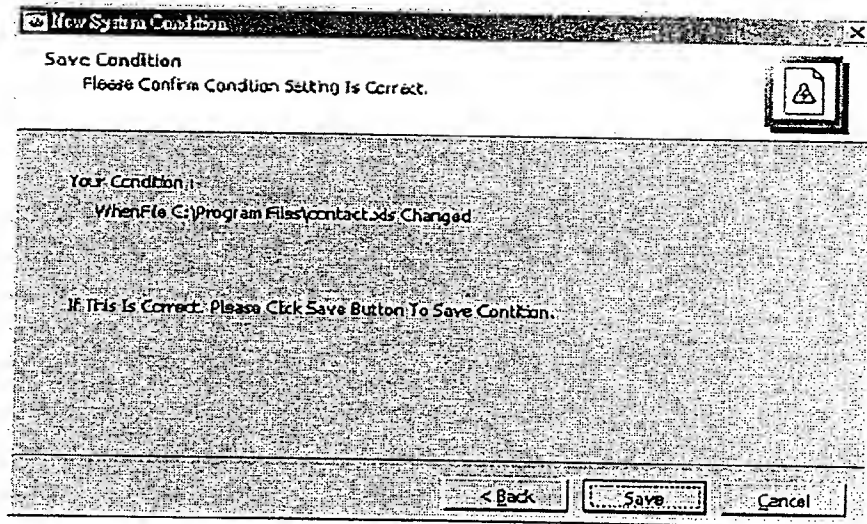 New System Condition
Save Condition
Please Confirm Condition Setting Is Correct.
Your Condition :
When File C:\Program Files\contact.xls Changed
If This Is Correct. Please Click Save Button To Save Contition.
< Back
Save
Cancel